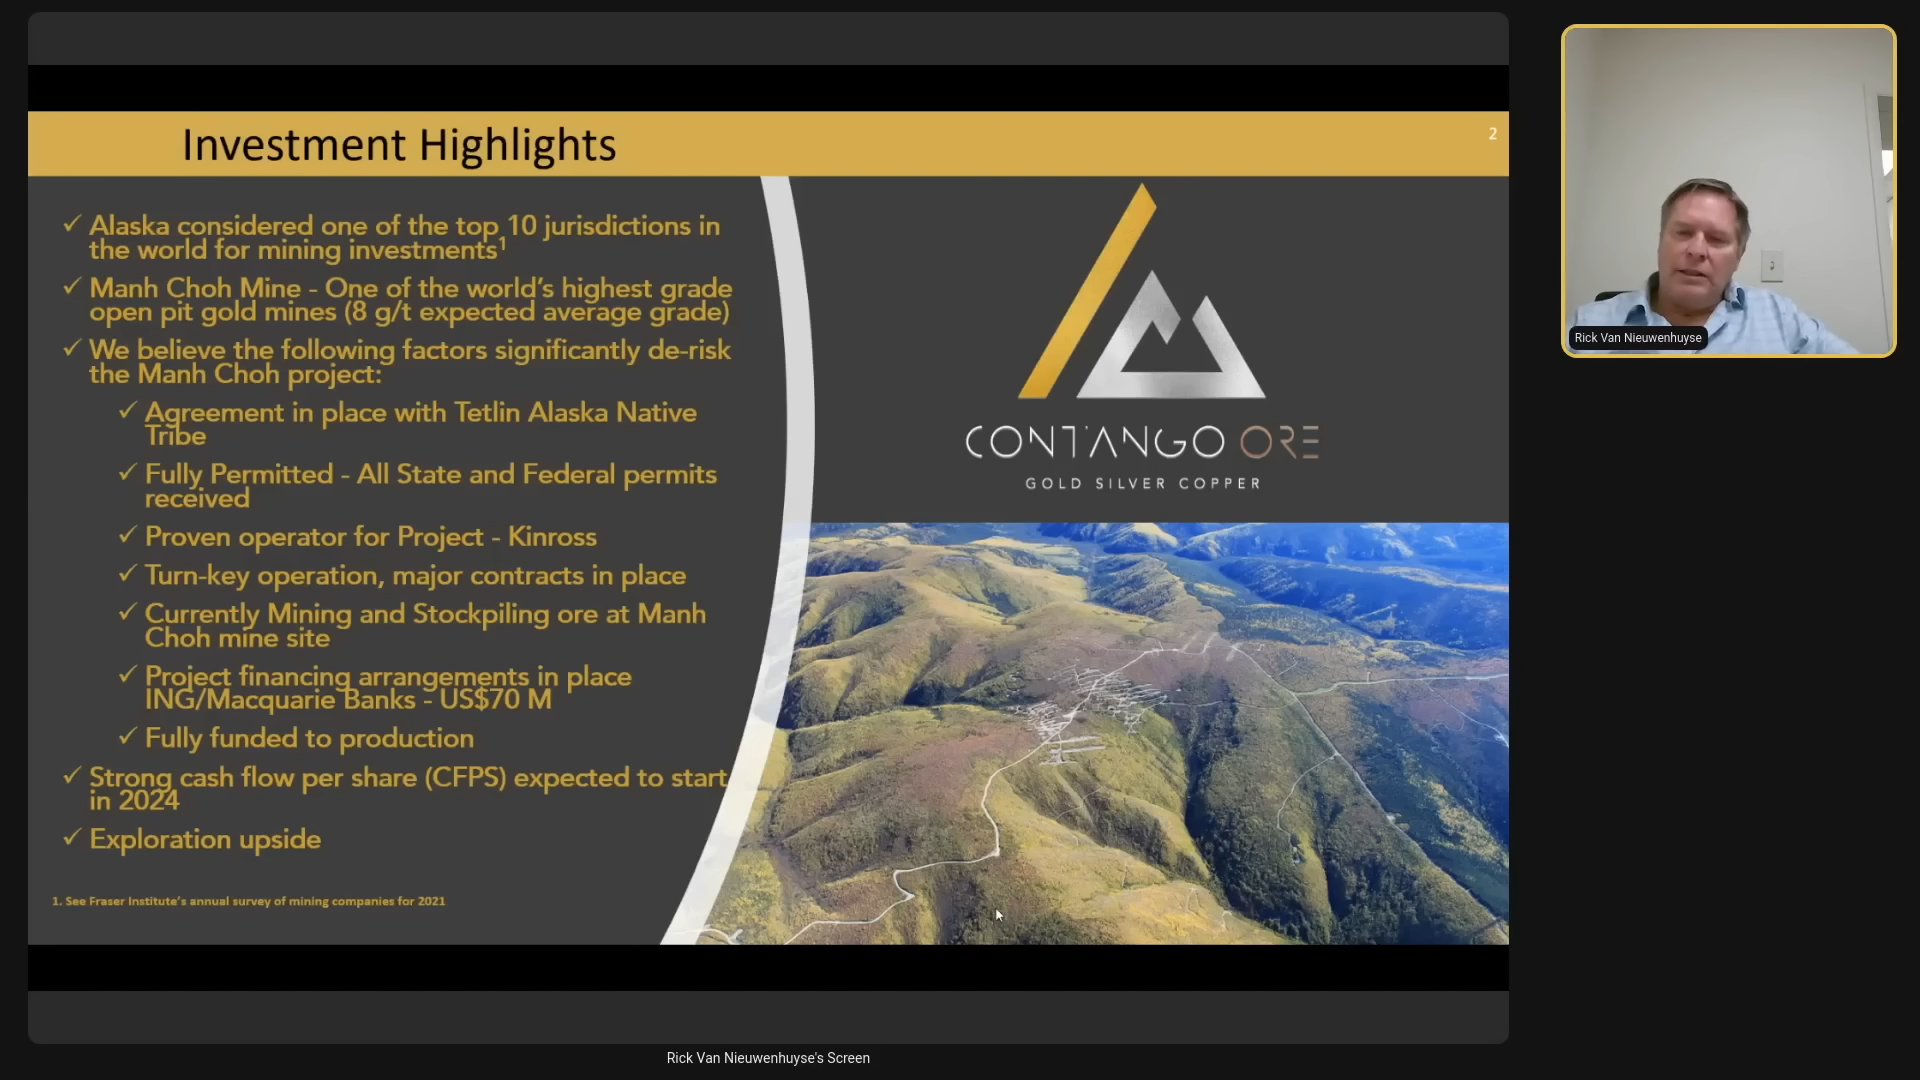 Investment Highlights
2
✓ Alaska considered one of the top 10 jurisdictions in
the world for mining investments¹
✓ Manh Choh Mine - One of the world's highest grade
open pit gold mines (8 g/t expected average grade)
✓ We believe the following factors significantly de-risk
the Manh Choh project:
✓ Agreement in place with Tetlin Alaska Native
Tribe
✓ Fully Permitted - All State and Federal permits
received
✓ Proven operator for Project - Kinross
✓ Turn-key operation, major contracts in place
✓ Currently Mining and Stockpiling ore at Manh
Choh mine site
✓ Project financing arrangements in place
ING/Macquarie Banks - US$70 M
✓ Fully funded to production
✓ Strong cash flow per share (CFPS) expected to start
in 2024
✓ Exploration upside
1. See Fraser Institute's annual survey of mining companies for 2021
CONTANGO ORE
GOLD SILVER COPPER
Rick Van Nieuwenhuyse
Rick Van Nieuwenhuyse's Screen